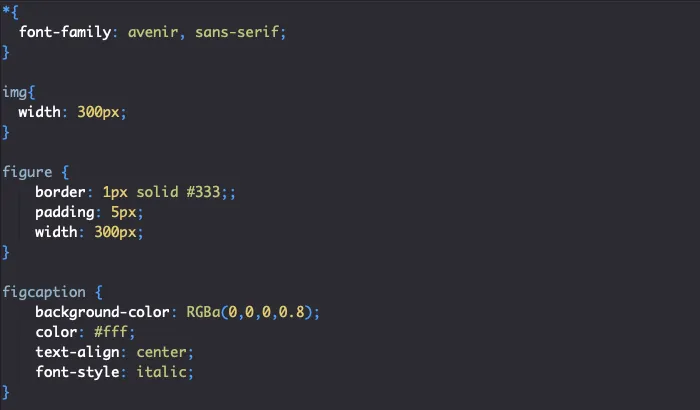 *{
  font-family: avenir, sans-serif;
}

img{
  width: 300px;
}

figure {
    border: 1px solid #333;;
    padding: 5px;
    width: 300px;
}

figcaption {
    background-color: RGBa(0,0,0,0.8);
    color: #fff;
    text-align: center;
    font-style: italic;
}